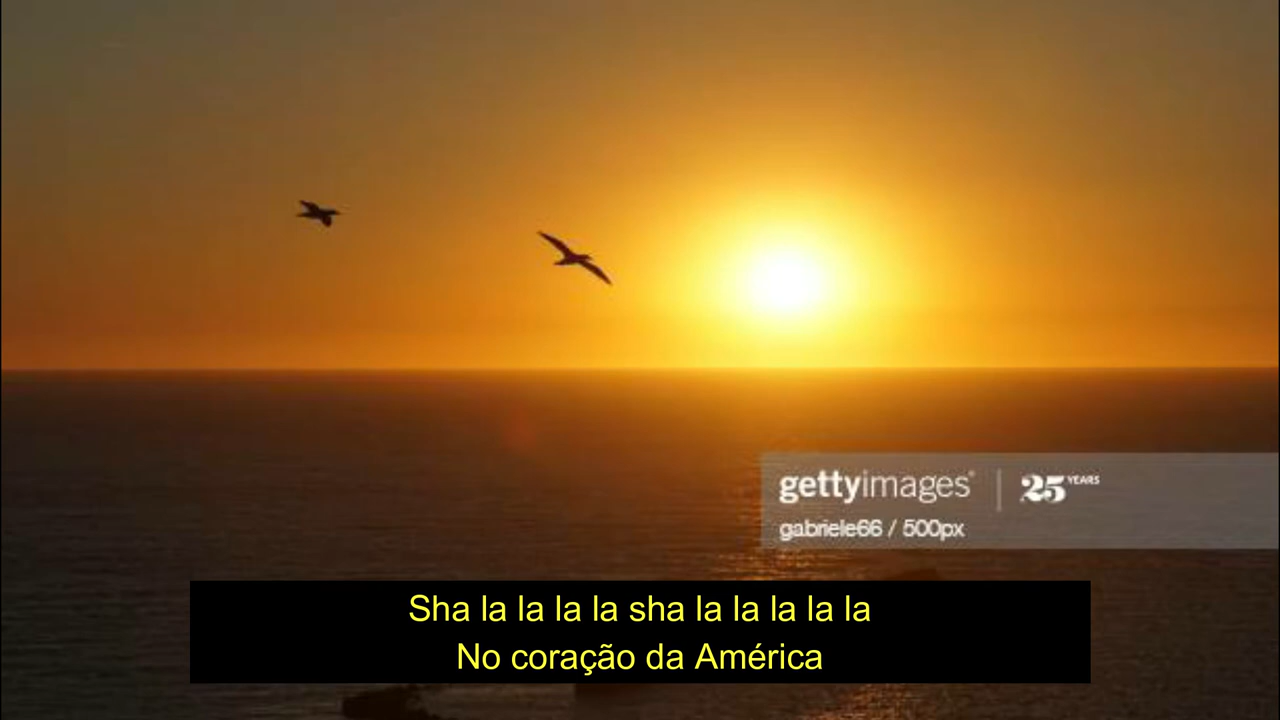 gettyimages® | 25 YEARS
gabriele66 / 500px
Sha la la la la sha la la la la la
No coração da América